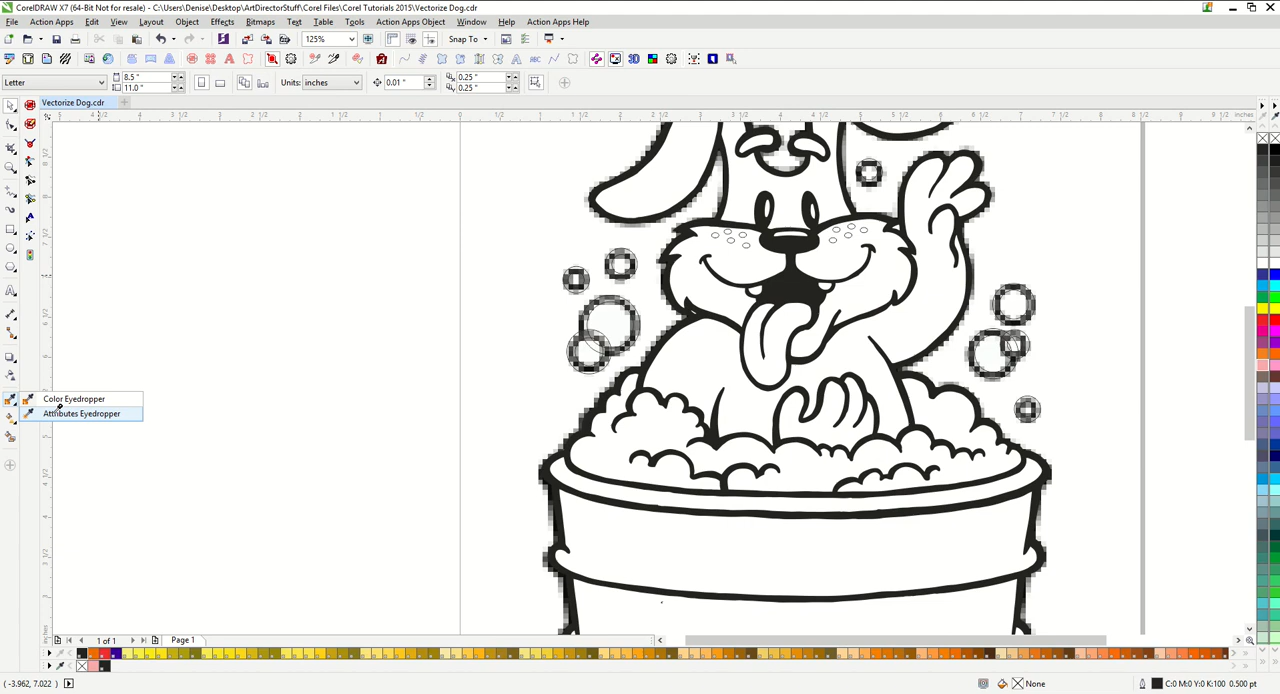 CorelDRAW X7 (64-Bit Not for resale) - C:\Users\Denise\Desktop\ArtDirectorStuff\Corel Files\Corel Tutorials 2015\Vectorize Dog.cdr
File Action Apps Edit View Layout Object Effects Bitmaps Text Table Tools Action Apps Object Window Help Action Apps Help
125% Snap To
Letter 8.5 " 11.0 " Units: inches 0.01 " 0.25 " 0.25 "
Vectorize Dog.cdr
inches
Color Eyedropper
Attributes Eyedropper
inches
1 of 1 Page 1
( -3.962, 7.022 ) None C:0 M:0 Y:0 K:100 0.500 pt